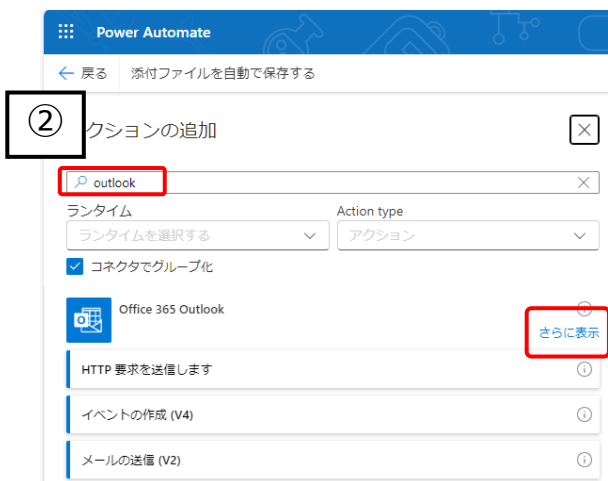 Power Automate
戻る 添付ファイルを自動で保存する
②
クションの追加
outlook
ランタイム Action type
ランタイムを選択する アクション
コネクタでグループ化
Office 365 Outlook
さらに表示
HTTP 要求を送信します
イベントの作成 (V4)
メールの送信 (V2)